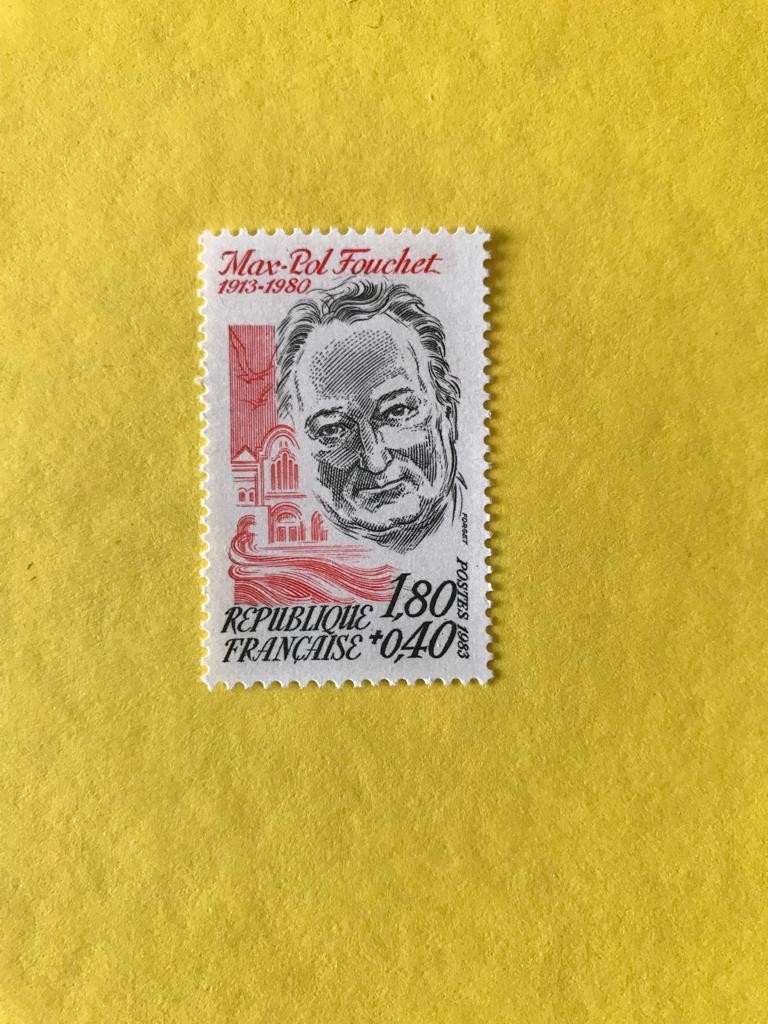 Max-Pol Fouchet
1913-1980
FORGET
POSTES 1983
1,80
+0,40
REPUBLIQUE
FRANÇAISE